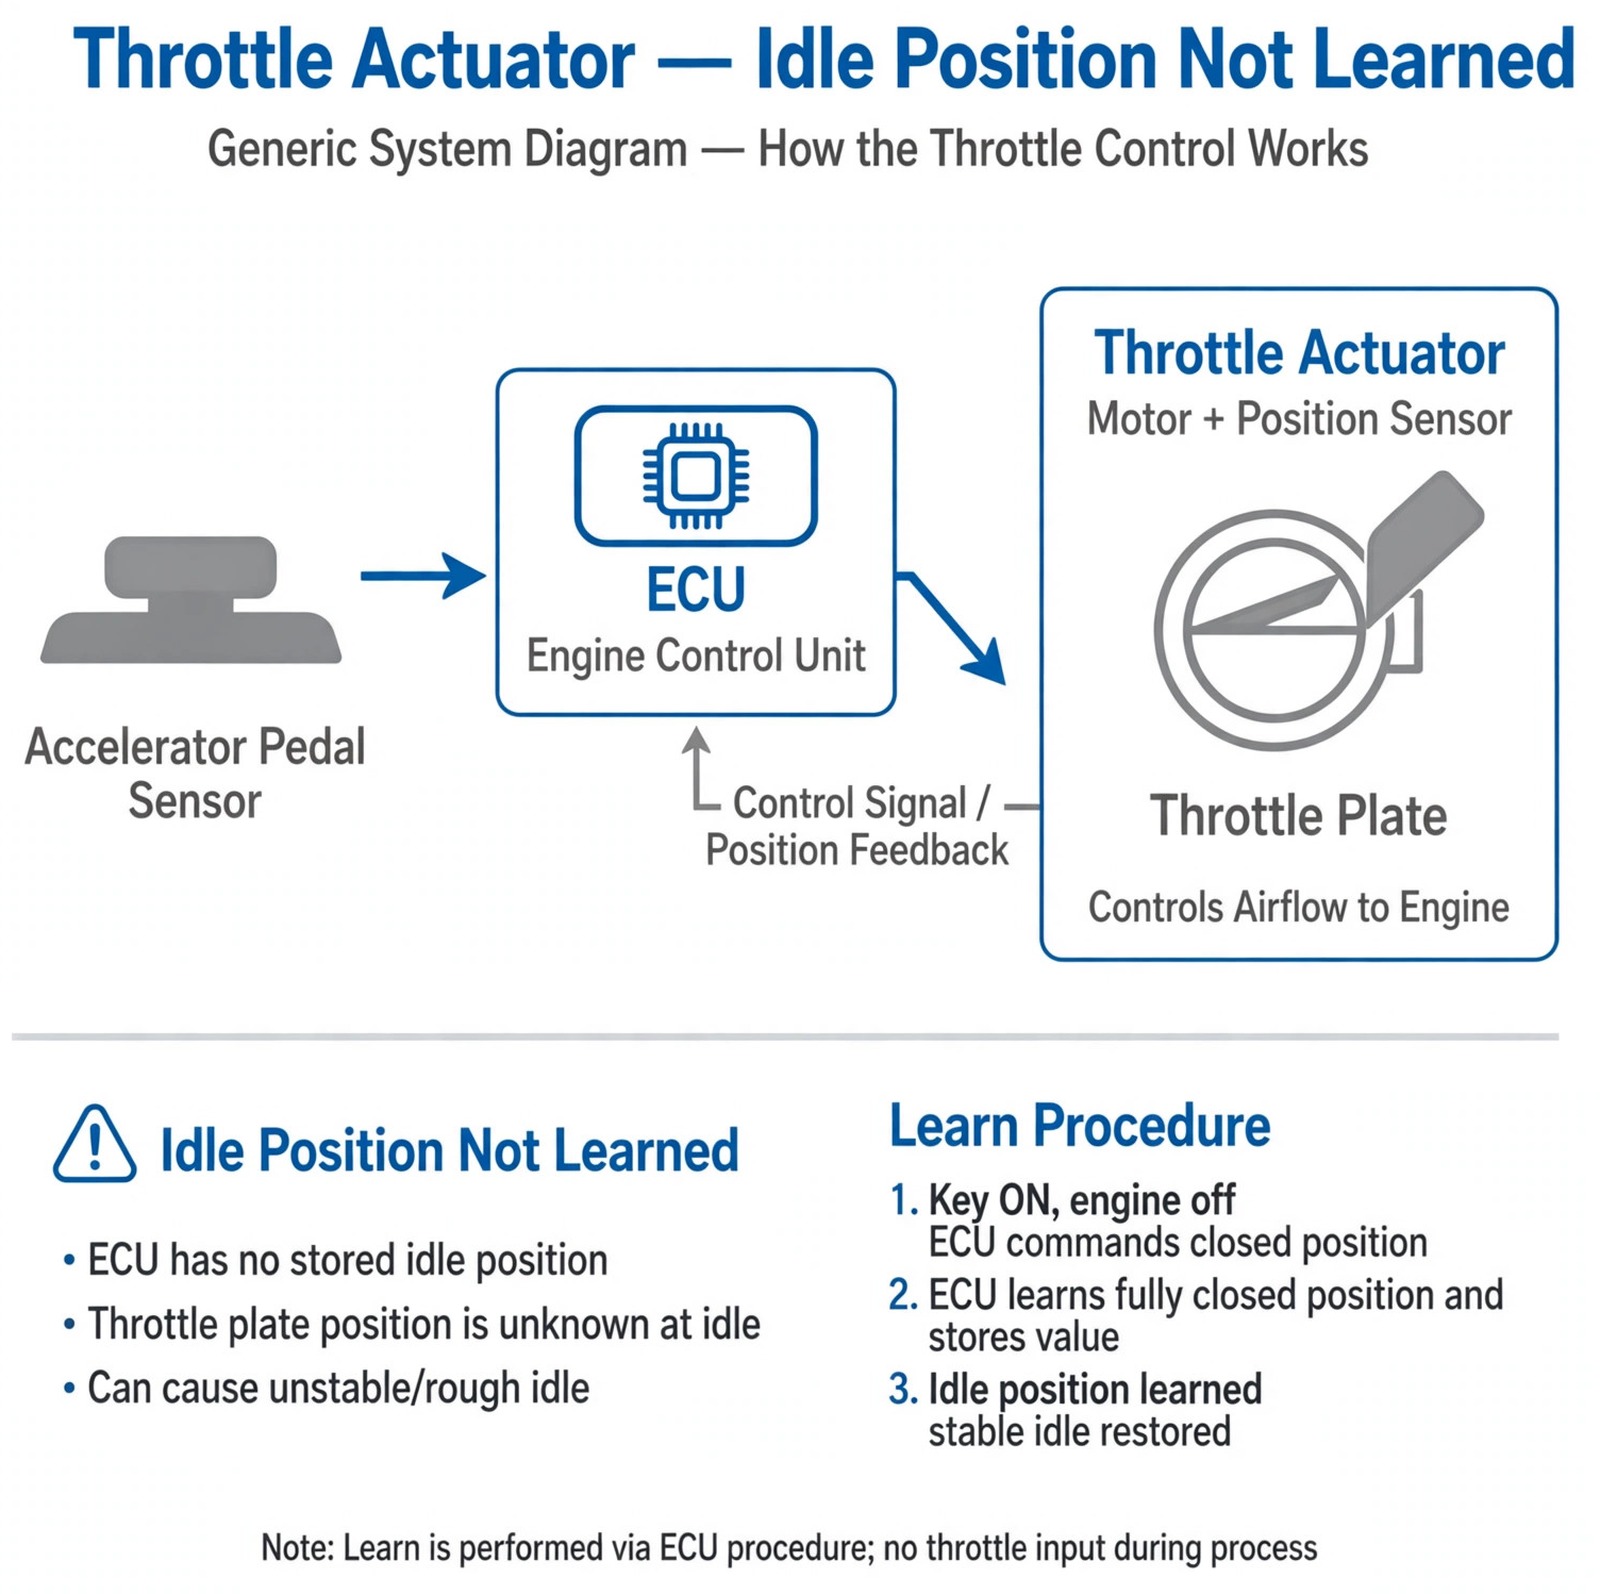 Throttle Actuator — Idle Position Not Learned
Generic System Diagram — How the Throttle Control Works
Accelerator Pedal
Sensor
ECU
Engine Control Unit
Control Signal /
Position Feedback
Throttle Actuator
Motor + Position Sensor
Throttle Plate
Controls Airflow to Engine
Idle Position Not Learned
• ECU has no stored idle position
• Throttle plate position is unknown at idle
• Can cause unstable/rough idle
Learn Procedure
1. Key ON, engine off
ECU commands closed position
2. ECU learns fully closed position and
stores value
3. Idle position learned
stable idle restored
Note: Learn is performed via ECU procedure; no throttle input during process